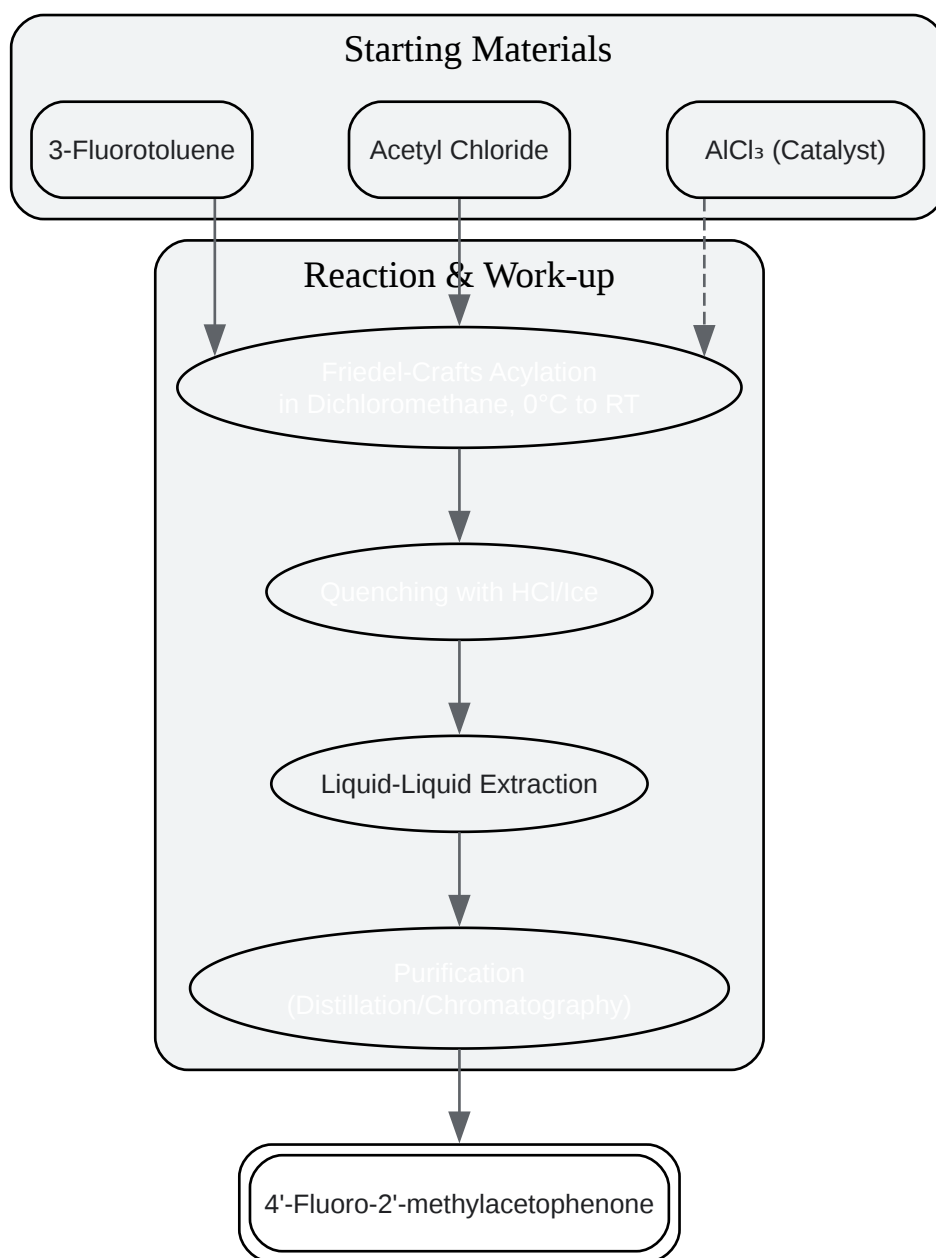 Starting Materials
3-Fluorotoluene
Acetyl Chloride
AlCl₃ (Catalyst)
Reaction & Work-up
Friedel-Crafts Acylation
in Dichloromethane, 0°C to RT
Quenching with HCl/Ice
Liquid-Liquid Extraction
Purification
(Distillation/Chromatography)
4'-Fluoro-2'-methylacetophenone